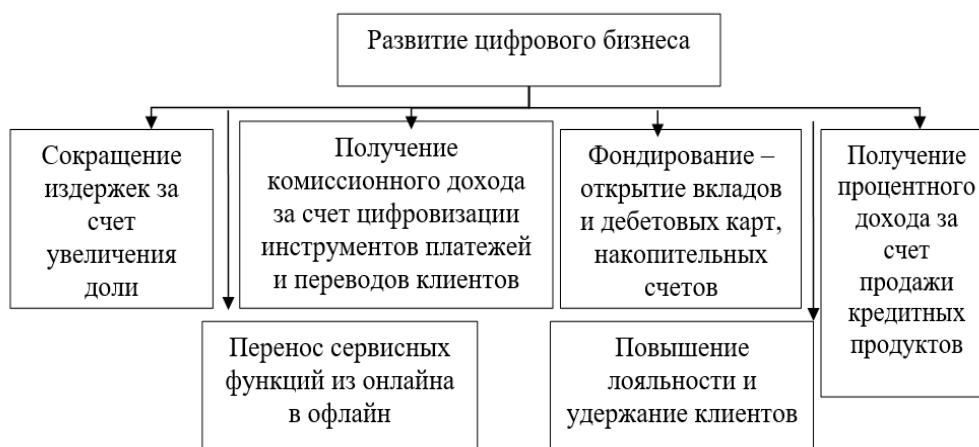 Развитие цифрового бизнеса
Сокращение
издержек за
счет
увеличения
доли
Получение
комиссионного дохода
за счет цифровизации
инструментов платежей
и переводов клиентов
Фондирование –
открытие вкладов
и дебетовых карт,
накопительных
счетов
Получение
процентного
дохода за
счет
продажи
кредитных
продуктов
Перенос сервисных
функций из онлайна
в офлайн
Повышение
лояльности и
удержание клиентов